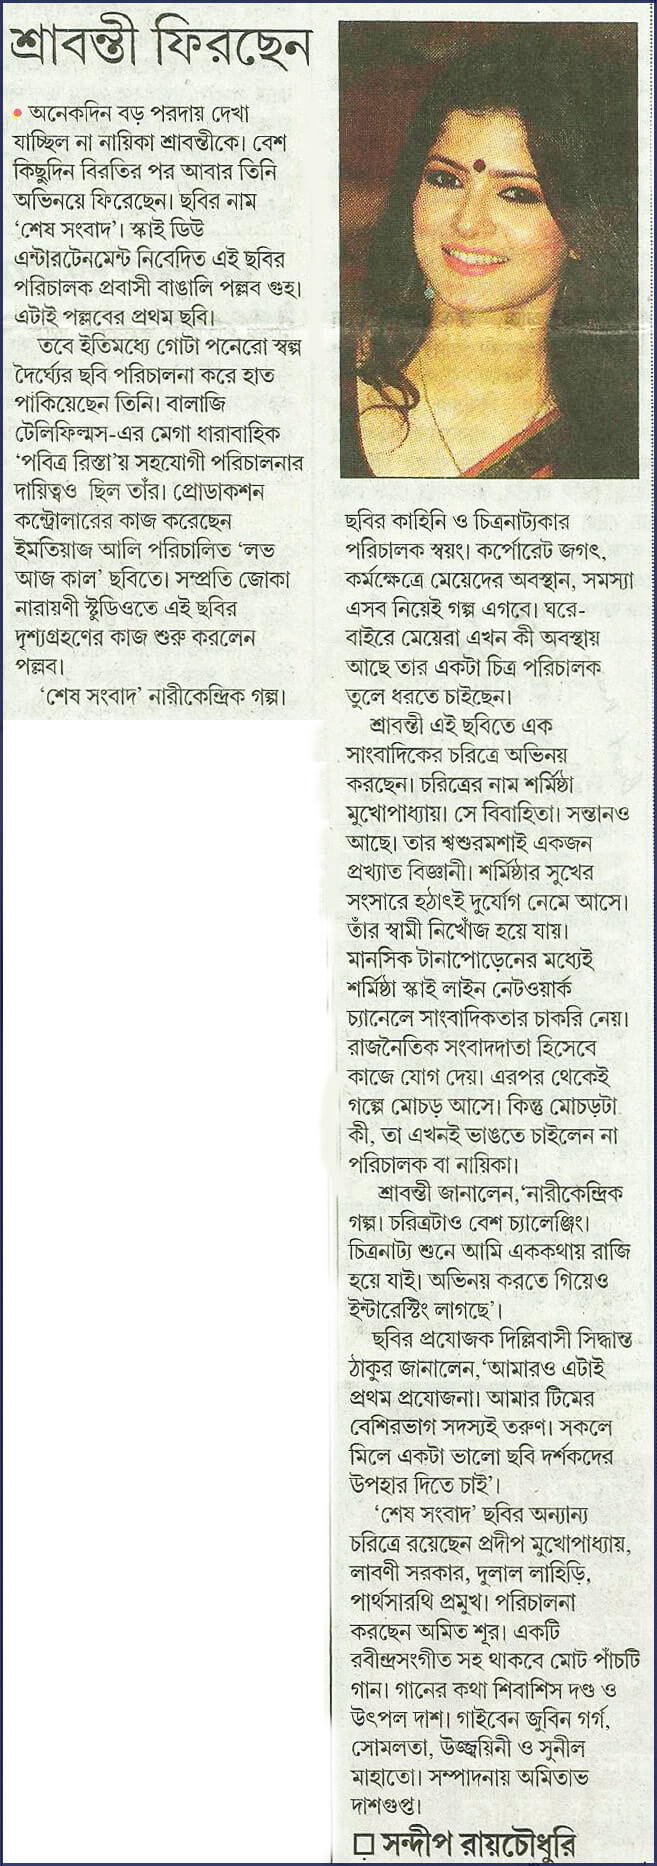 শ্রাবন্তী ফিরছেন
• অনেকদিন বড় পরদায় দেখা
যাচ্ছিল না নায়িকা শ্রাবন্তীকে। বেশ
কিছুদিন বিরতির পর আবার তিনি
অভিনয়ে ফিরেছেন। ছবির নাম
‘শেষ সংবাদ’। স্কাই ডিউ
এন্টারটেনমেন্ট নিবেদিত এই ছবির
পরিচালক প্রবাসী বাঙালি পল্লব গুহ।
এটাই পল্লবের প্রথম ছবি।
তবে ইতিমধ্যে গোটা পনেরো স্বল্প
দৈর্ঘ্যের ছবি পরিচালনা করে হাত
পাকিয়েছেন তিনি। বালাজি
টেলিফিল্মস-এর মেগা ধারাবাহিক
‘পবিত্র রিস্তা’য় সহযোগী পরিচালনার
দায়িত্বও ছিল তাঁর। প্রোডাকশন
কন্ট্রোলারের কাজ করেছেন
ইমতিয়াজ আলি পরিচালিত ‘লভ
আজ কাল’ ছবিতে। সম্প্রতি জোকা
নারায়ণী স্টুডিওতে এই ছবির
দৃশ্যগ্রহণের কাজ শুরু করলেন
পল্লব।
‘শেষ সংবাদ’ নারীকেন্দ্রিক গল্প।
ছবির কাহিনি ও চিত্রনাট্যকার
পরিচালক স্বয়ং। কর্পোরেট জগৎ,
কর্মক্ষেত্রে মেয়েদের অবস্থান, সমস্যা
এসব নিয়েই গল্প এগবে। ঘরে-
বাইরে মেয়েরা এখন কী অবস্থায়
আছে তার একটা চিত্র পরিচালক
তুলে ধরতে চাইছেন।
শ্রাবন্তী এই ছবিতে এক
সাংবাদিকের চরিত্রে অভিনয়
করছেন। চরিত্রের নাম শর্মিষ্ঠা
মুখোপাধ্যায়। সে বিবাহিতা। সন্তানও
আছে। তার শ্বশুরমশাই একজন
প্রখ্যাত বিজ্ঞানী। শর্মিষ্ঠার সুখের
সংসারে হঠাৎই দুর্যোগ নেমে আসে।
তাঁর স্বামী নিখোঁজ হয়ে যায়।
মানসিক টানাপোড়েনের মধ্যেই
শর্মিষ্ঠা স্কাই লাইন নেটওয়ার্ক
চ্যানেলে সাংবাদিকতার চাকরি নেয়।
রাজনৈতিক সংবাদদাতা হিসেবে
কাজে যোগ দেয়। এরপর থেকেই
গল্পে মোচড় আসে। কিন্তু মোচড়টা
কী, তা এখনই ভাঙতে চাইলেন না
পরিচালক বা নায়িকা।
শ্রাবন্তী জানালেন,‘নারীকেন্দ্রিক
গল্প। চরিত্রটাও বেশ চ্যালেঞ্জিং।
চিত্রনাট্য শুনে আমি এককথায় রাজি
হয়ে যাই। অভিনয় করতে গিয়েও
ইন্টারেস্টিং লাগছে’।
ছবির প্রযোজক দিল্লিবাসী সিদ্ধান্ত
ঠাকুর জানালেন,‘আমারও এটাই
প্রথম প্রযোজনা। আমার টিমের
বেশিরভাগ সদস্যই তরুণ। সকলে
মিলে একটা ভালো ছবি দর্শকদের
উপহার দিতে চাই’।
‘শেষ সংবাদ’ ছবির অন্যান্য
চরিত্রে রয়েছেন প্রদীপ মুখোপাধ্যায়,
লাবণী সরকার, দুলাল লাহিড়ি,
পার্থসারথি প্রমুখ। পরিচালনা
করছেন অমিত শূর। একটি
রবীন্দ্রসংগীত সহ থাকবে মোট পাঁচটি
গান। গানের কথা শিবাশিস দণ্ড ও
উৎপল দাশ। গাইবেন জুবিন গর্গ,
সোমলতা, উজ্জ্বয়িনী ও সুনীল
মাহাতো। সম্পাদনায় অমিতাভ
দাশগুপ্ত।
□ সন্দীপ রায়চৌধুরি